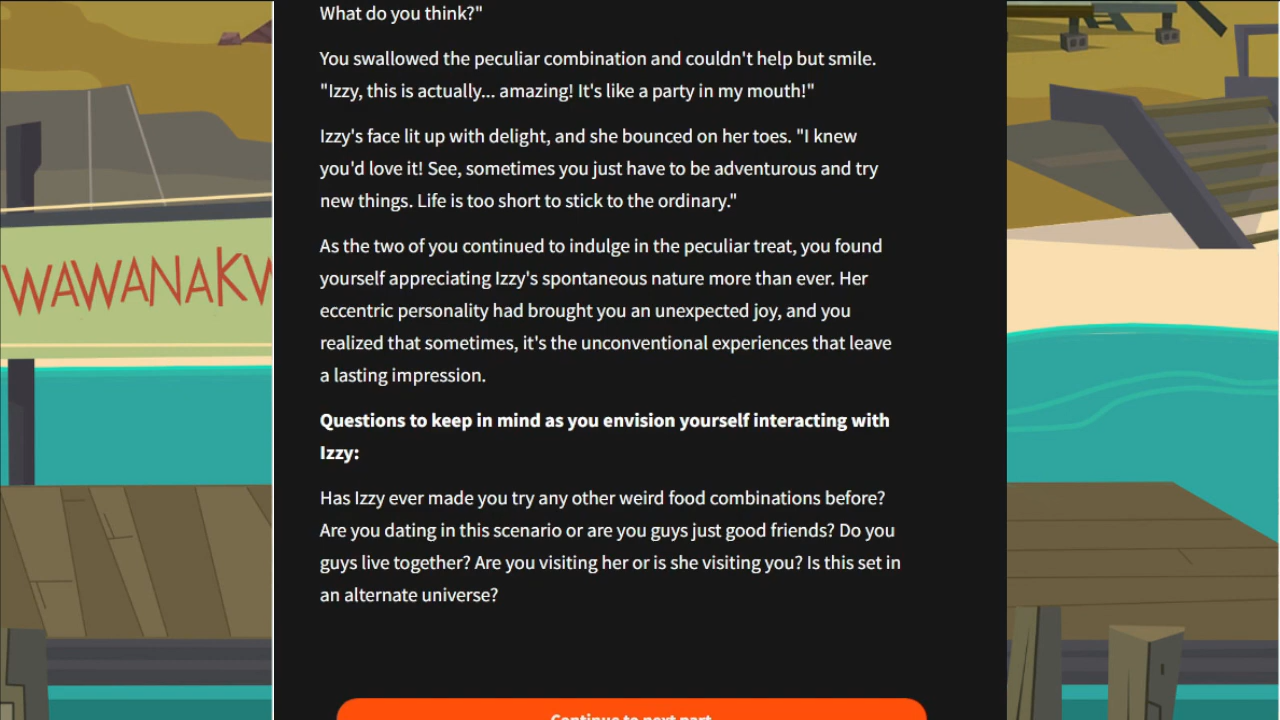 What do you think?"
You swallowed the peculiar combination and couldn't help but smile.
"Izzy, this is actually... amazing! It's like a party in my mouth!"
Izzy's face lit up with delight, and she bounced on her toes. "I knew
you'd love it! See, sometimes you just have to be adventurous and try
new things. Life is too short to stick to the ordinary."
As the two of you continued to indulge in the peculiar treat, you found
yourself appreciating Izzy's spontaneous nature more than ever. Her
eccentric personality had brought you an unexpected joy, and you
realized that sometimes, it's the unconventional experiences that leave
a lasting impression.
Questions to keep in mind as you envision yourself interacting with
Izzy:
Has Izzy ever made you try any other weird food combinations before?
Are you dating in this scenario or are you guys just good friends? Do you
guys live together? Are you visiting her or is she visiting you? Is this set in
an alternate universe?
Continue to next part
WAWANAKW